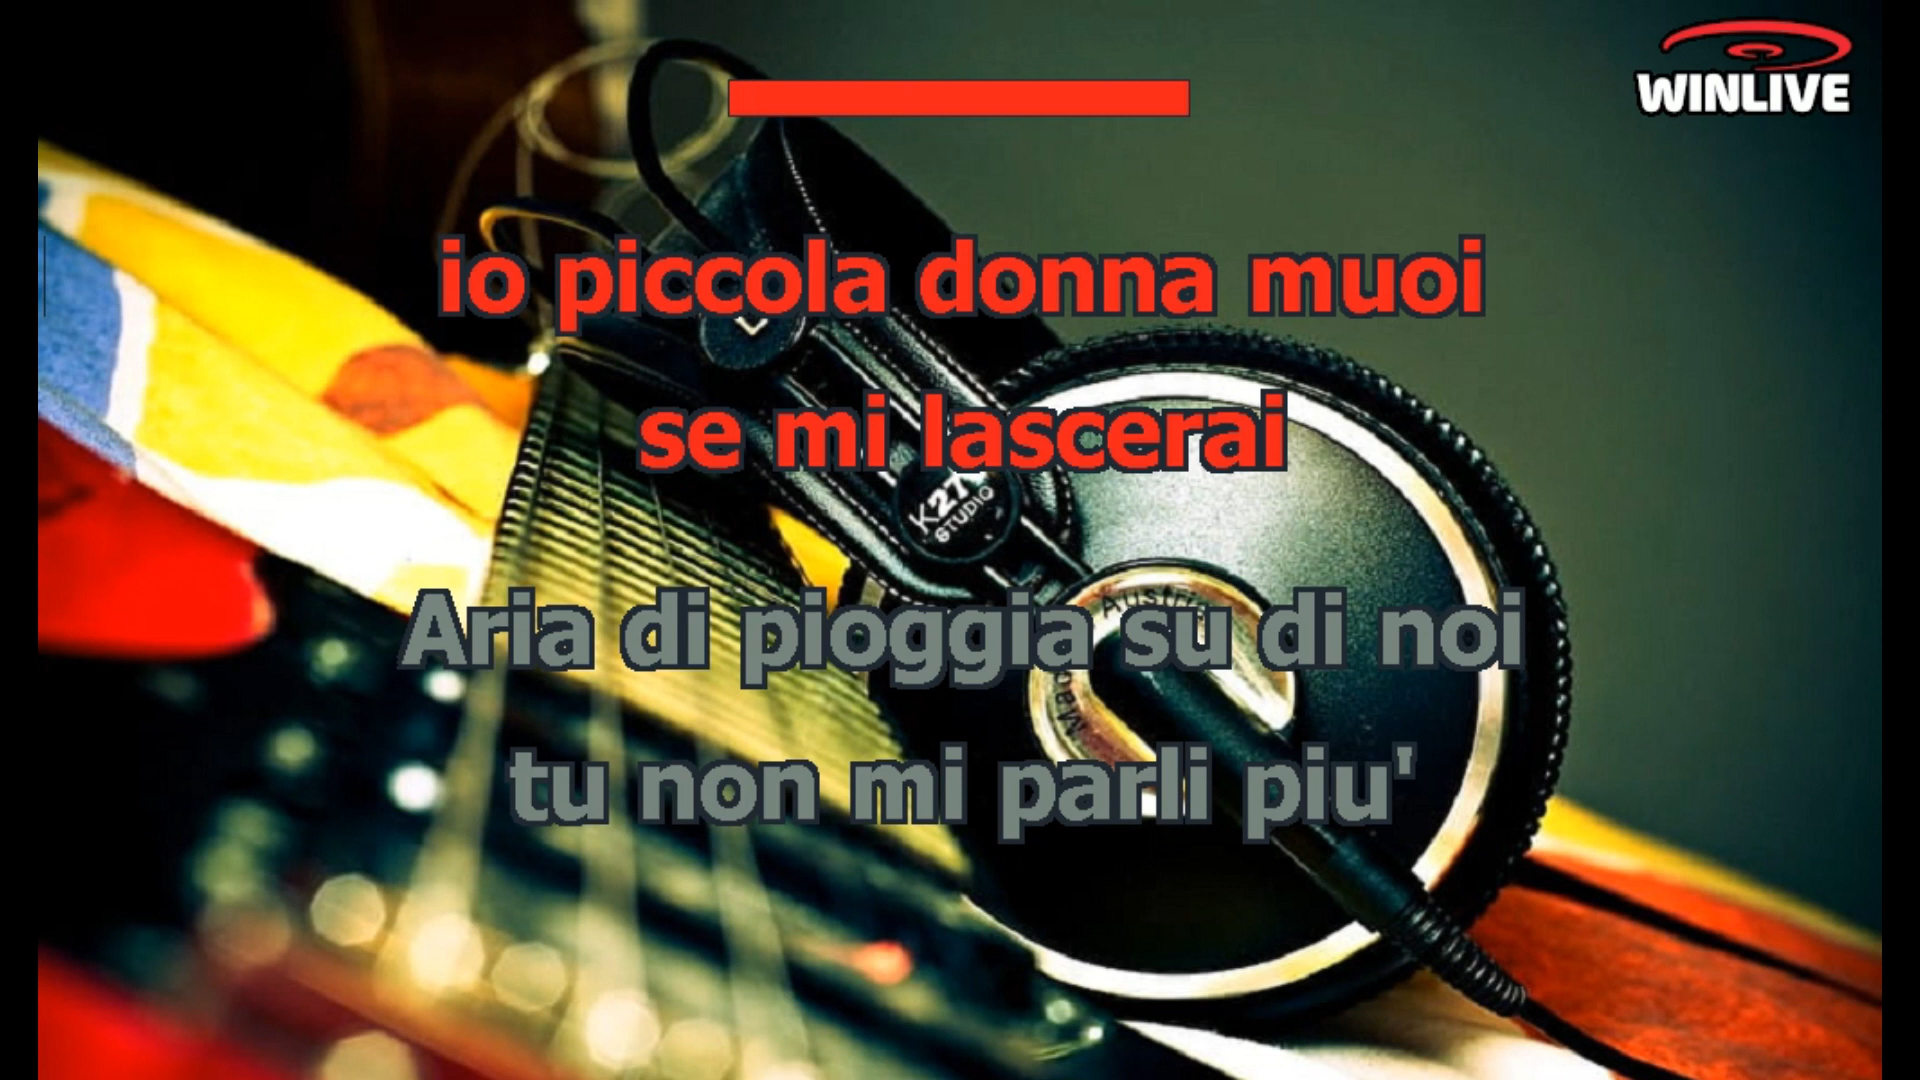 WINLIVE
io piccola donna muoi
se mi lascerai
K27
STUDIO
Austria
Aria di pioggia su di noi
tu non mi parli piu'